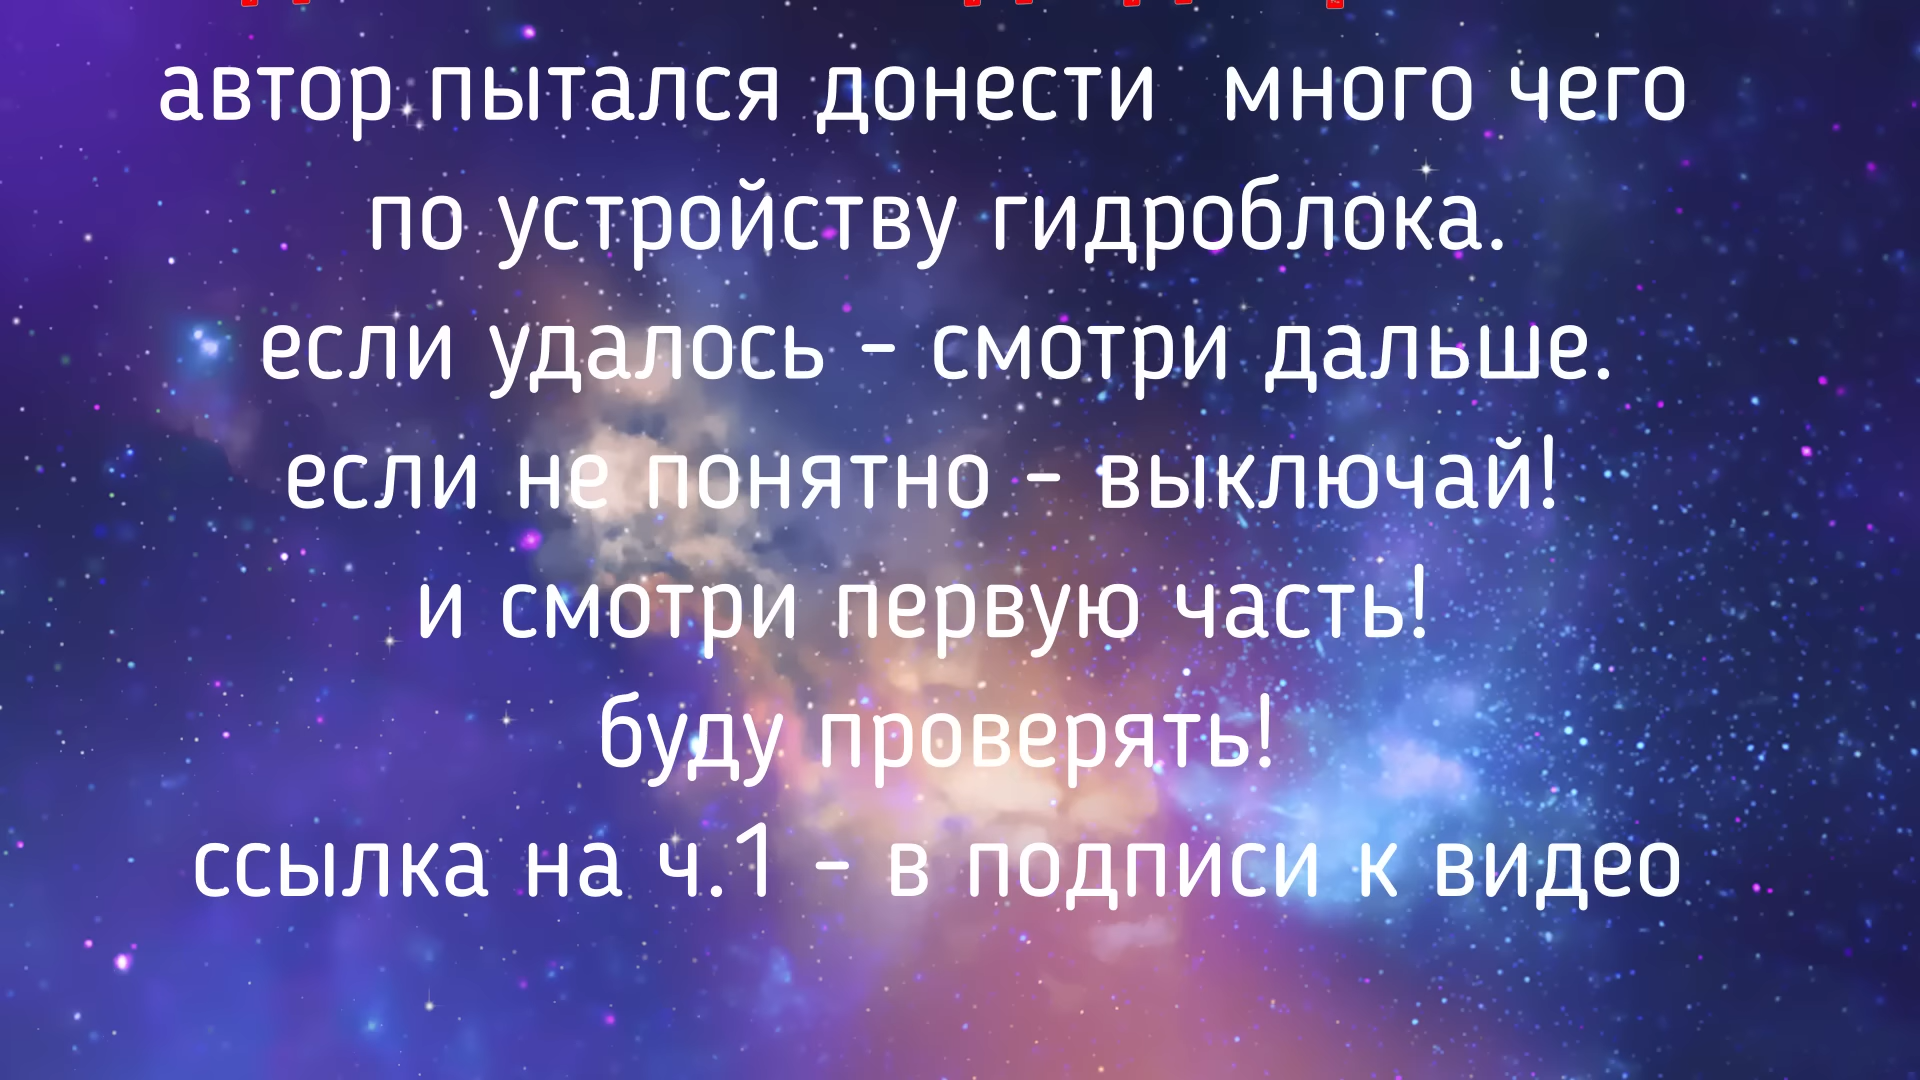 автор пытался донести  много чего
по устройству гидроблока.
если удалось - смотри дальше.
если не понятно - выключай!
и смотри первую часть!
буду проверять!
ссылка на ч.1 - в подписи к видео